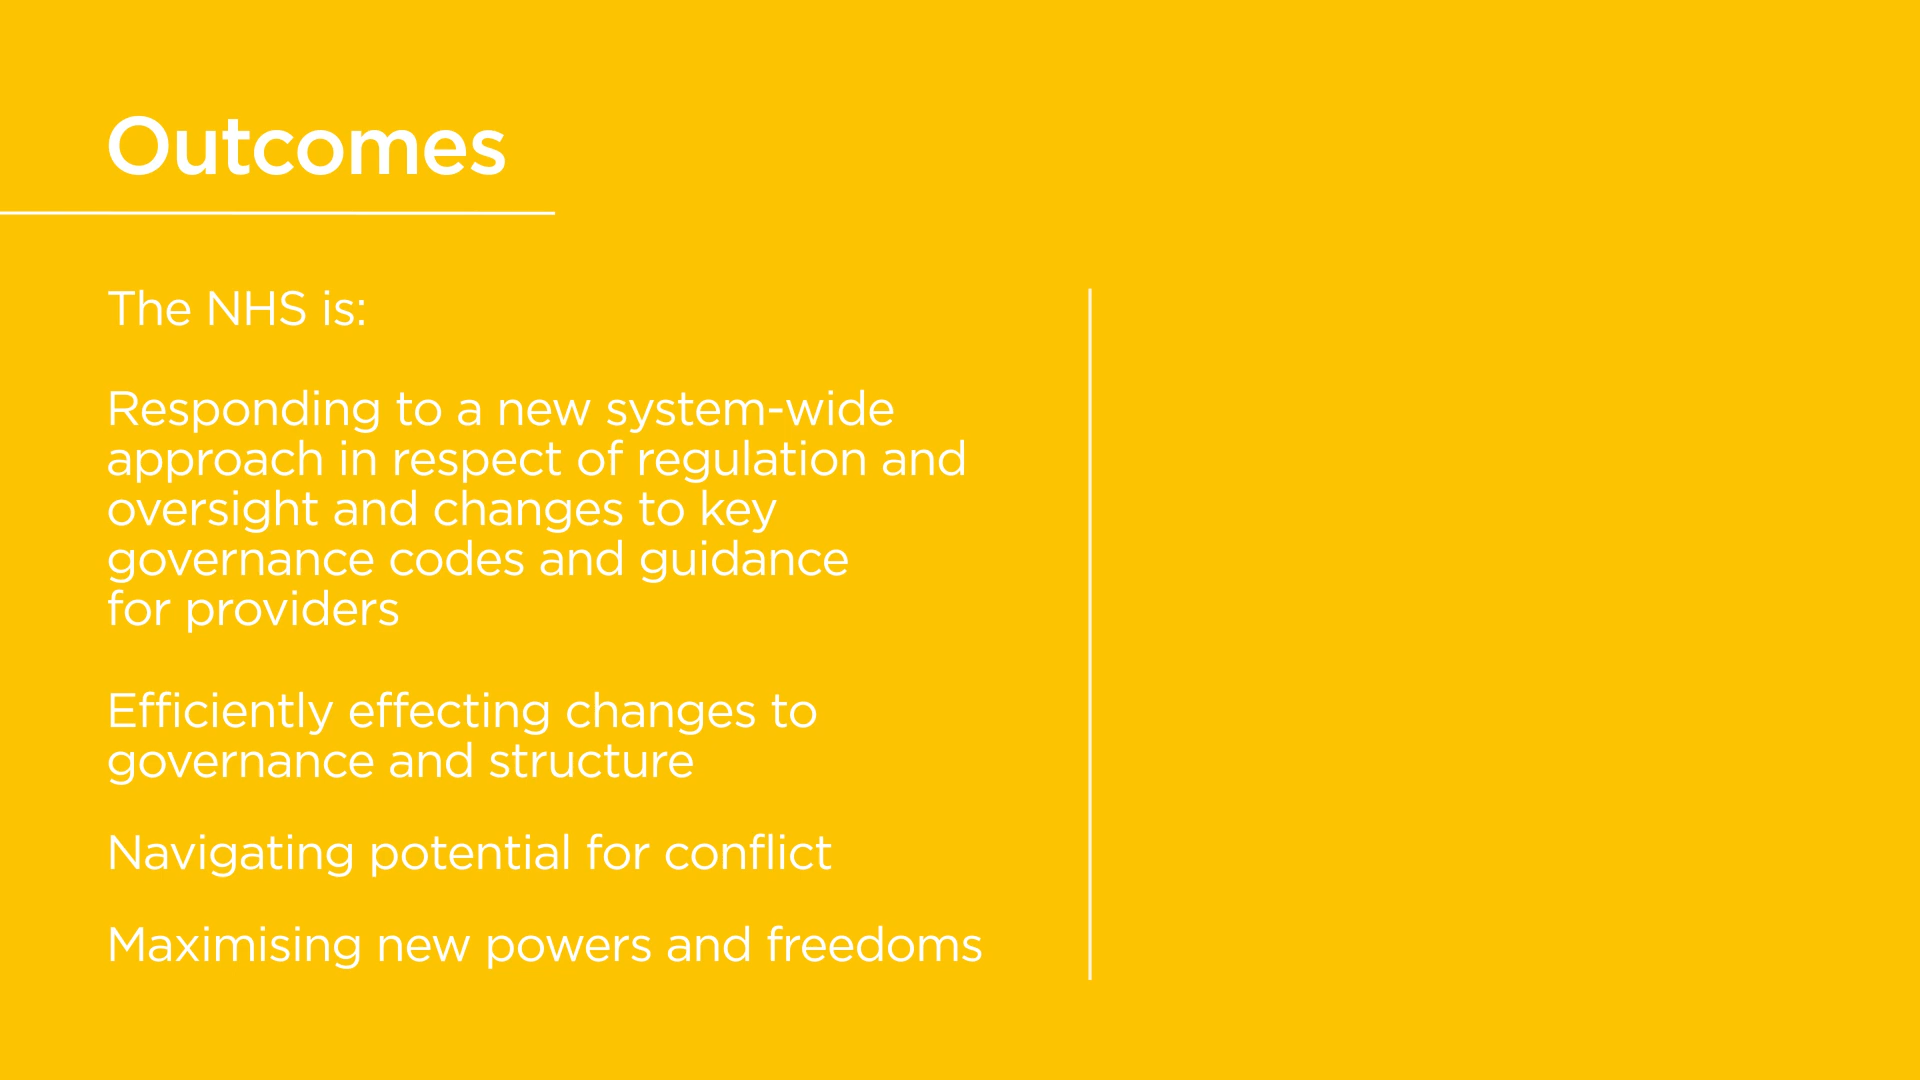 Outcomes
The NHS is:
Responding to a new system-wide
approach in respect of regulation and
oversight and changes to key
governance codes and guidance
for providers
Efficiently effecting changes to
governance and structure
Navigating potential for conflict
Maximising new powers and freedoms